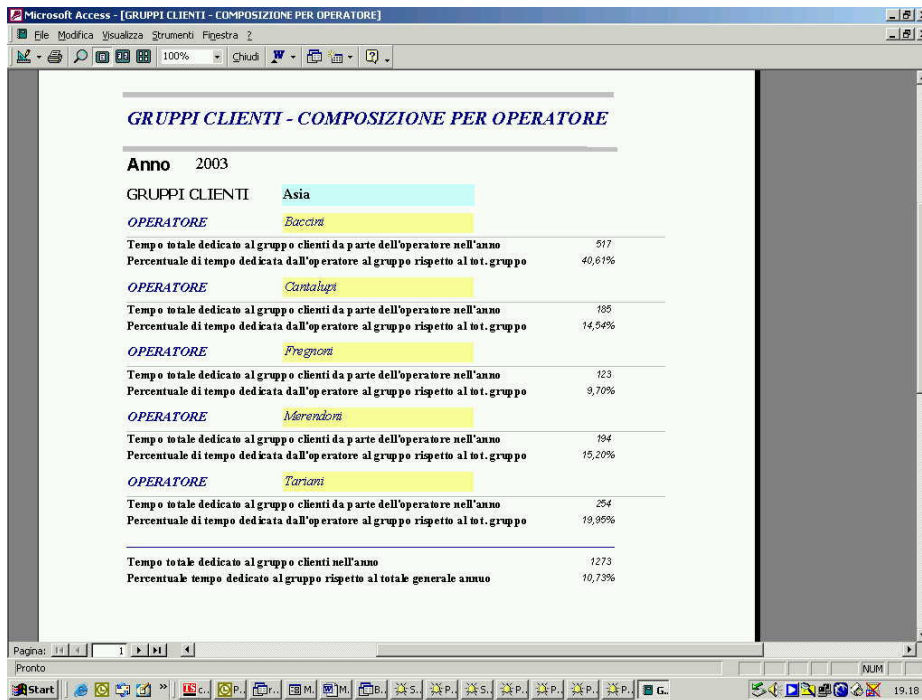 Microsoft Access - [GRUPPI CLIENTI - COMPOSIZIONE PER OPERATORE]
File Modifica Visualizza Strumenti Finestra ?
100% Chiudi
GRUPPI CLIENTI - COMPOSIZIONE PER OPERATORE
Anno 2003
GRUPPI CLIENTI Asia
OPERATORE Baccini
Tempo totale dedicato al gruppo clienti da parte dell'operatore nell'anno 517
Percentuale di tempo dedicata dall'operatore al gruppo rispetto al tot. gruppo 40,61%
OPERATORE Cantalupi
Tempo totale dedicato al gruppo clienti da parte dell'operatore nell'anno 185
Percentuale di tempo dedicata dall'operatore al gruppo rispetto al tot. gruppo 14,54%
OPERATORE Fregnoni
Tempo totale dedicato al gruppo clienti da parte dell'operatore nell'anno 123
Percentuale di tempo dedicata dall'operatore al gruppo rispetto al tot. gruppo 9,70%
OPERATORE Merendoni
Tempo totale dedicato al gruppo clienti da parte dell'operatore nell'anno 194
Percentuale di tempo dedicata dall'operatore al gruppo rispetto al tot. gruppo 15,20%
OPERATORE Tariani
Tempo totale dedicato al gruppo clienti da parte dell'operatore nell'anno 254
Percentuale di tempo dedicata dall'operatore al gruppo rispetto al tot. gruppo 19,95%
Tempo totale dedicato al gruppo clienti nell'anno 1273
Percentuale tempo dedicato al gruppo rispetto al totale generale annuo 10,73%
Pagina: 1
Pronto NUM
Start » c.. P.. r.. M. M. B.. S.. P.. S.. P.. P.. P.. P.. G.. 19.15